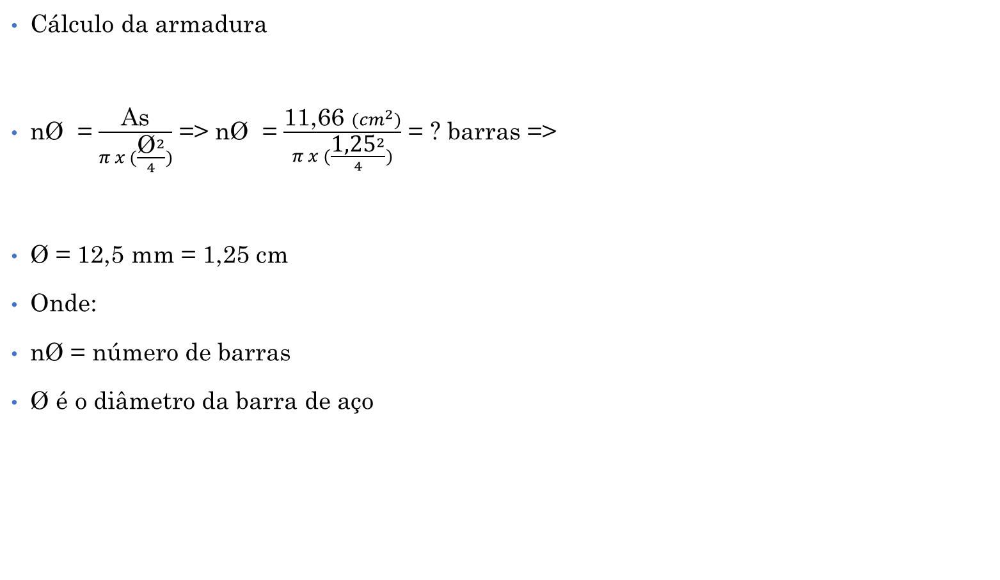 • Cálculo da armadura
• nØ = As / π x (Ø²/4) => nØ = 11,66 (cm²) / π x (1,25²/4) = ? barras =>
• Ø = 12,5 mm = 1,25 cm
• Onde:
• nØ = número de barras
• Ø é o diâmetro da barra de aço